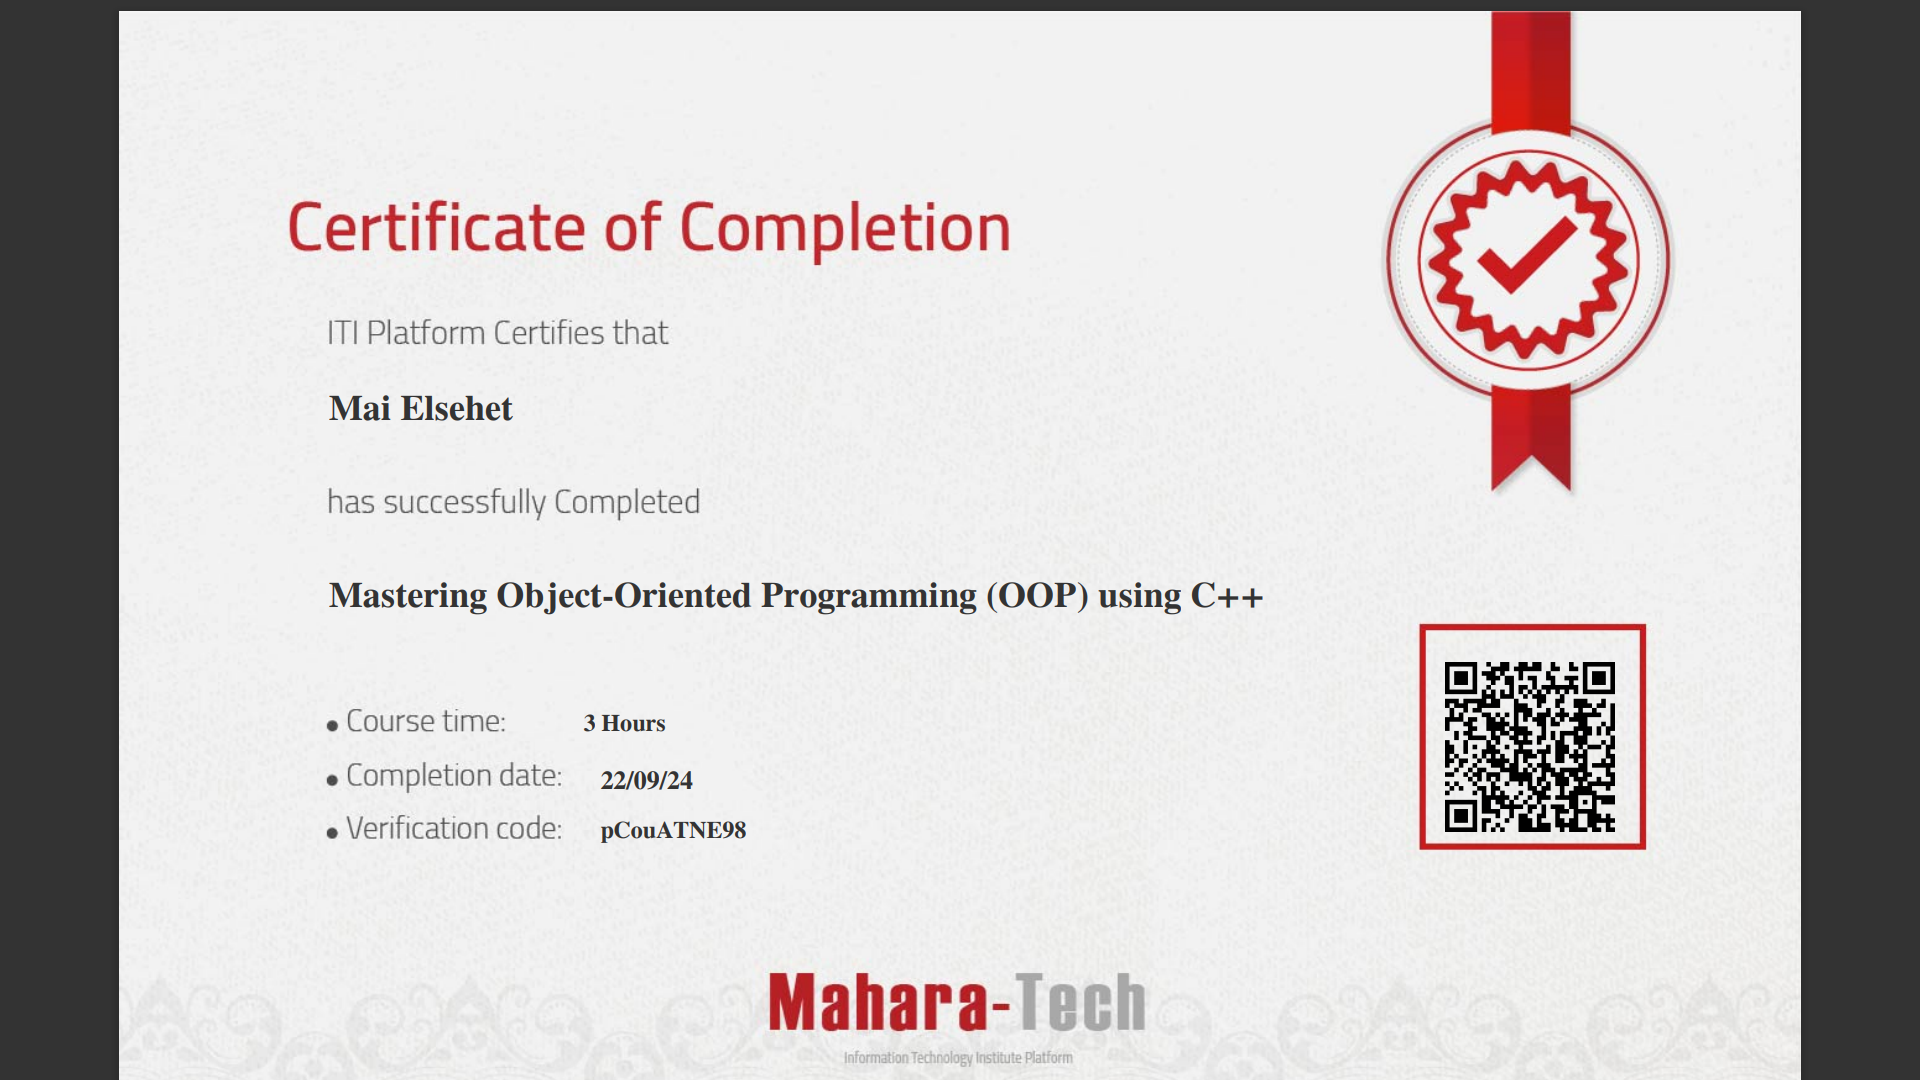 Certificate of Completion
ITI Platform Certifies that
Mai Elsehet
has successfully Completed
Mastering Object-Oriented Programming (OOP) using C++
• Course time: 3 Hours
• Completion date: 22/09/24
• Verification code: pCouATNE98
Mahara-Tech
Information Technology Institute Platform